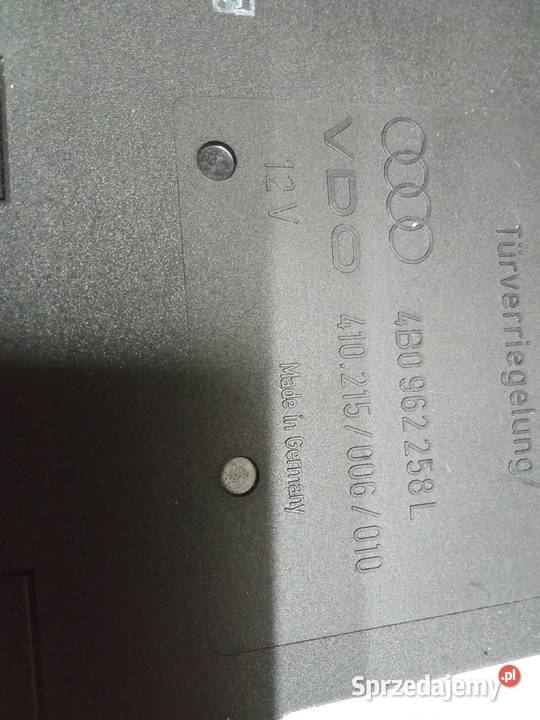 Türverriegelung/
4B0 962 258 L
VDO 410.215/006/010
12 V Made in Germany
Sprzedajemy.pl